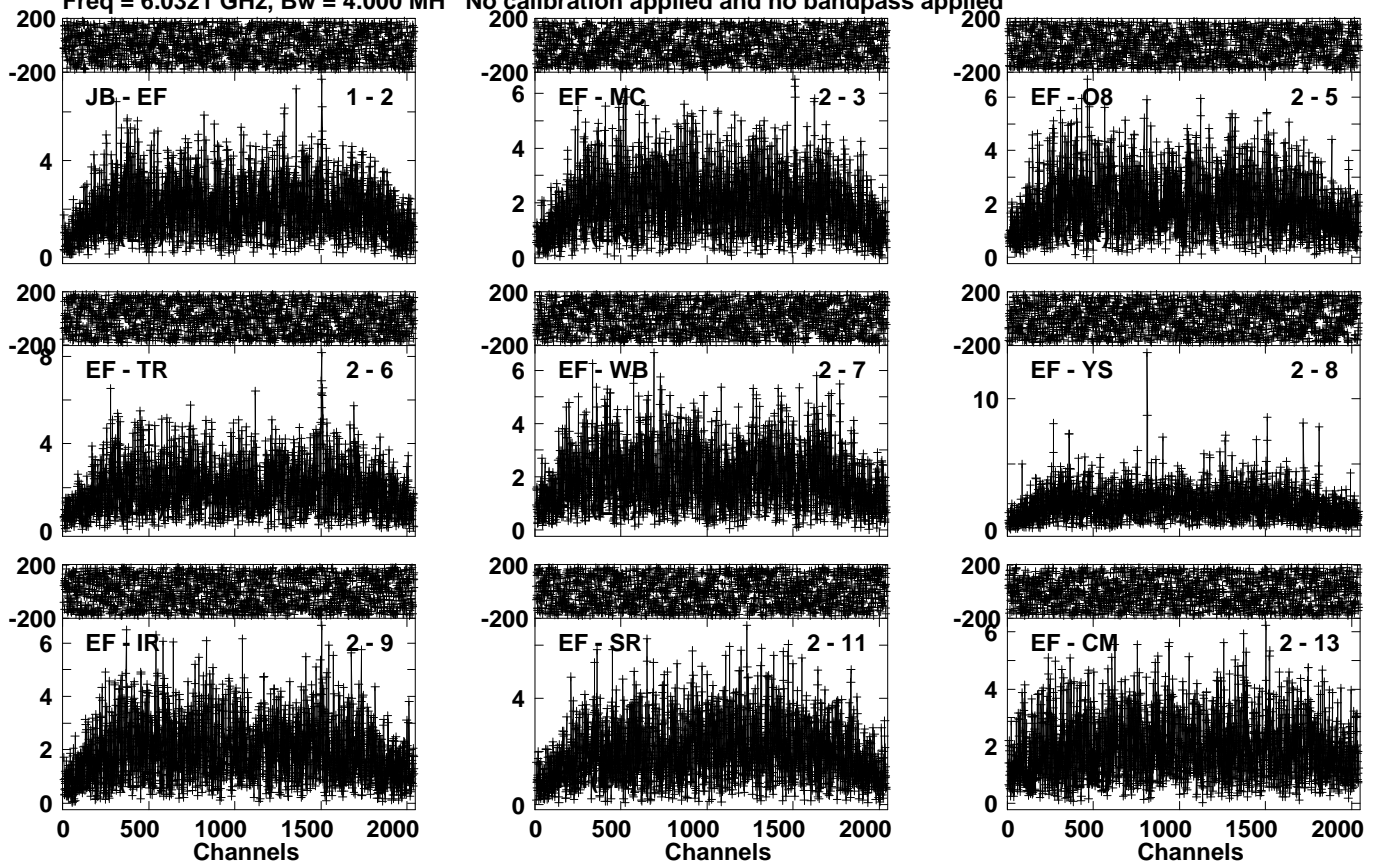 Freq = 6.0321 GHz, Bw = 4.000 MH No calibration applied and no bandpass applied
200 200 200
-200 -200 -200
JB - EF 1 - 2 EF - MC 2 - 3 EF - O8 2 - 5
6 6
4 4 4
2 2
0 0 0
200 200 200
-200 -200 -200
8
EF - TR 2 - 6 EF - WB 2 - 7 EF - YS 2 - 8
6 10
4 4
2
0 0 0
200 200 200
-200 -200 -200
6 6
EF - IR 2 - 9 EF - SR 2 - 11 EF - CM 2 - 13
4 4 4
2 2
0 0 0
0 500 1000 1500 2000 0 500 1000 1500 2000 0 500 1000 1500 2000
Channels Channels Channels